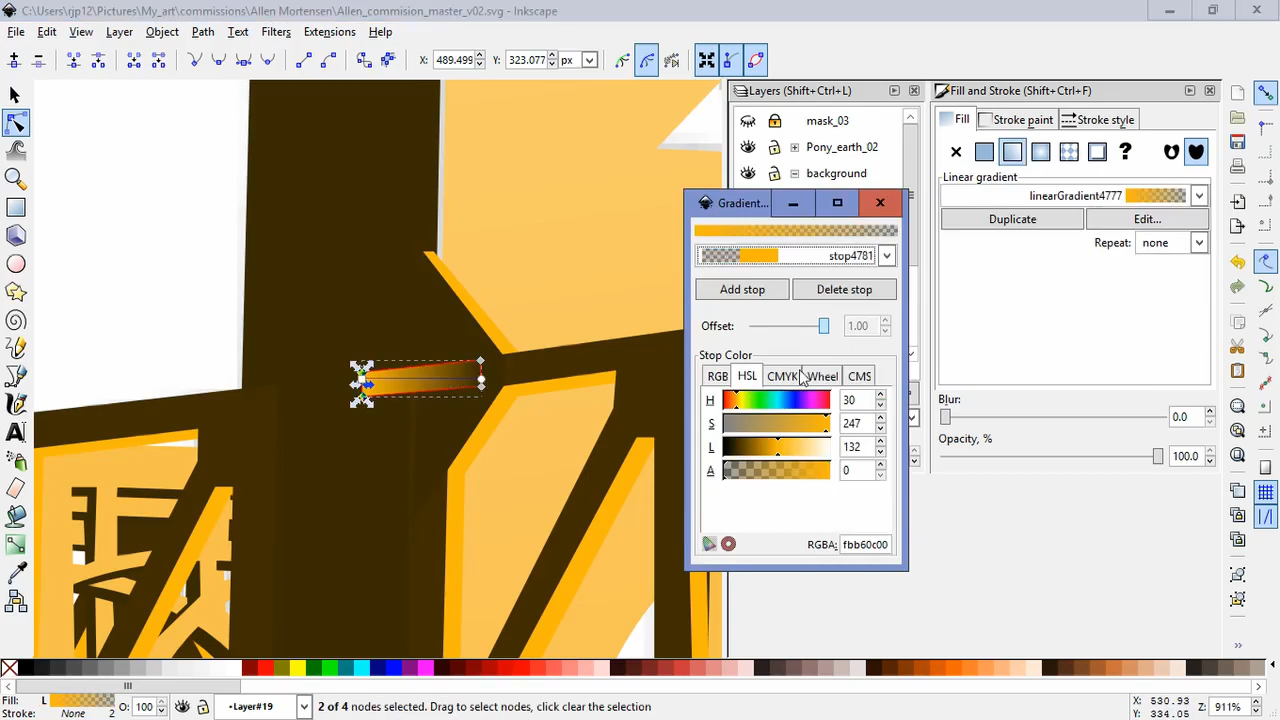 C:\Users\rjp12\Pictures\My_art\commissions\Allen Mortensen\Allen_commision_master_v02.svg - Inkscape
File Edit View Layer Object Path Text Filters Extensions Help
X: 489.499 Y: 323.077 px
Layers (Shift+Ctrl+L)
Fill and Stroke (Shift+Ctrl+F)
mask_03
Pony_earth_02
background
Fill Stroke paint Stroke style
?
Linear gradient
linearGradient4777
Duplicate Edit...
Repeat: none
Blur: 0.0
Opacity, % 100.0
Gradient...
stop4781
Add stop Delete stop
Offset: 1.00
Stop Color
RGB HSL CMYK Wheel CMS
H 30
S 247
L 132
A 0
RGBA: fbb60c00
Fill: L
Stroke: None 2
O: 100
•Layer#19
2 of 4 nodes selected. Drag to select nodes, click clear the selection
X: 530.93
Y: 334.05
Z: 911%